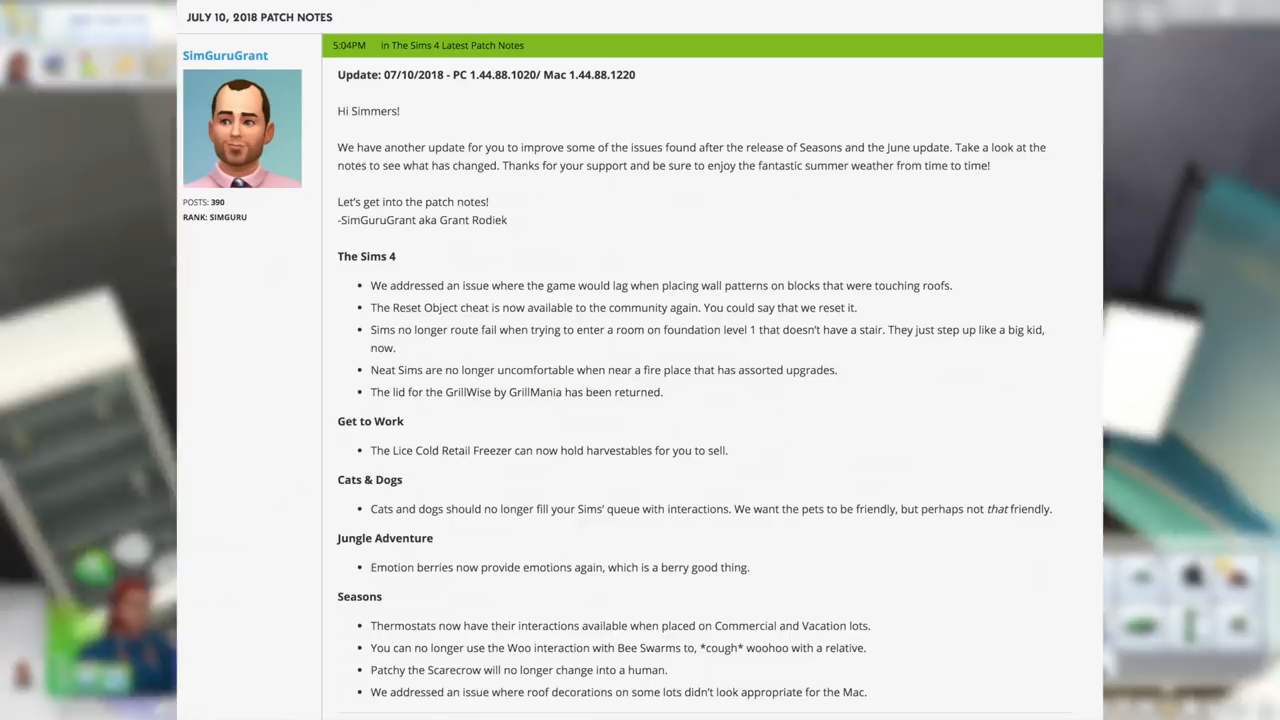 JULY 10, 2018 PATCH NOTES
SimGuruGrant
POSTS: 390
RANK: SIMGURU
5:04PM in The Sims 4 Latest Patch Notes
Update: 07/10/2018 - PC 1.44.88.1020/ Mac 1.44.88.1220
Hi Simmers!
We have another update for you to improve some of the issues found after the release of Seasons and the June update. Take a look at the
notes to see what has changed. Thanks for your support and be sure to enjoy the fantastic summer weather from time to time!
Let's get into the patch notes!
-SimGuruGrant aka Grant Rodiek
The Sims 4
• We addressed an issue where the game would lag when placing wall patterns on blocks that were touching roofs.
• The Reset Object cheat is now available to the community again. You could say that we reset it.
• Sims no longer route fail when trying to enter a room on foundation level 1 that doesn't have a stair. They just step up like a big kid,
now.
• Neat Sims are no longer uncomfortable when near a fire place that has assorted upgrades.
• The lid for the GrillWise by GrillMania has been returned.
Get to Work
• The Lice Cold Retail Freezer can now hold harvestables for you to sell.
Cats & Dogs
• Cats and dogs should no longer fill your Sims' queue with interactions. We want the pets to be friendly, but perhaps not that friendly.
Jungle Adventure
• Emotion berries now provide emotions again, which is a berry good thing.
Seasons
• Thermostats now have their interactions available when placed on Commercial and Vacation lots.
• You can no longer use the Woo interaction with Bee Swarms to, *cough* woohoo with a relative.
• Patchy the Scarecrow will no longer change into a human.
• We addressed an issue where roof decorations on some lots didn't look appropriate for the Mac.